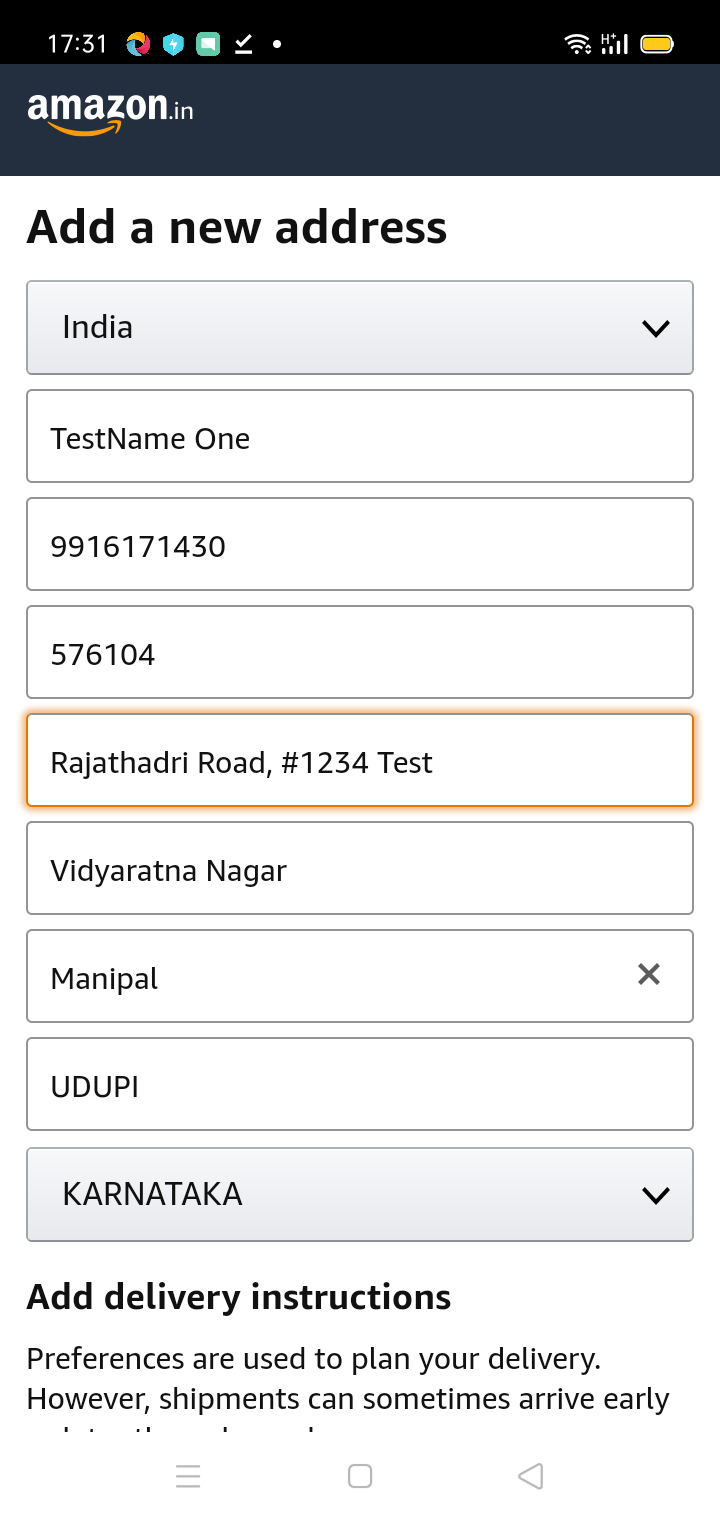 17:31
H+
amazon.in
Add a new address
India
TestName One
9916171430
576104
Rajathadri Road, #1234 Test
Vidyaratna Nagar
Manipal
UDUPI
KARNATAKA
Add delivery instructions
Preferences are used to plan your delivery.
However, shipments can sometimes arrive early